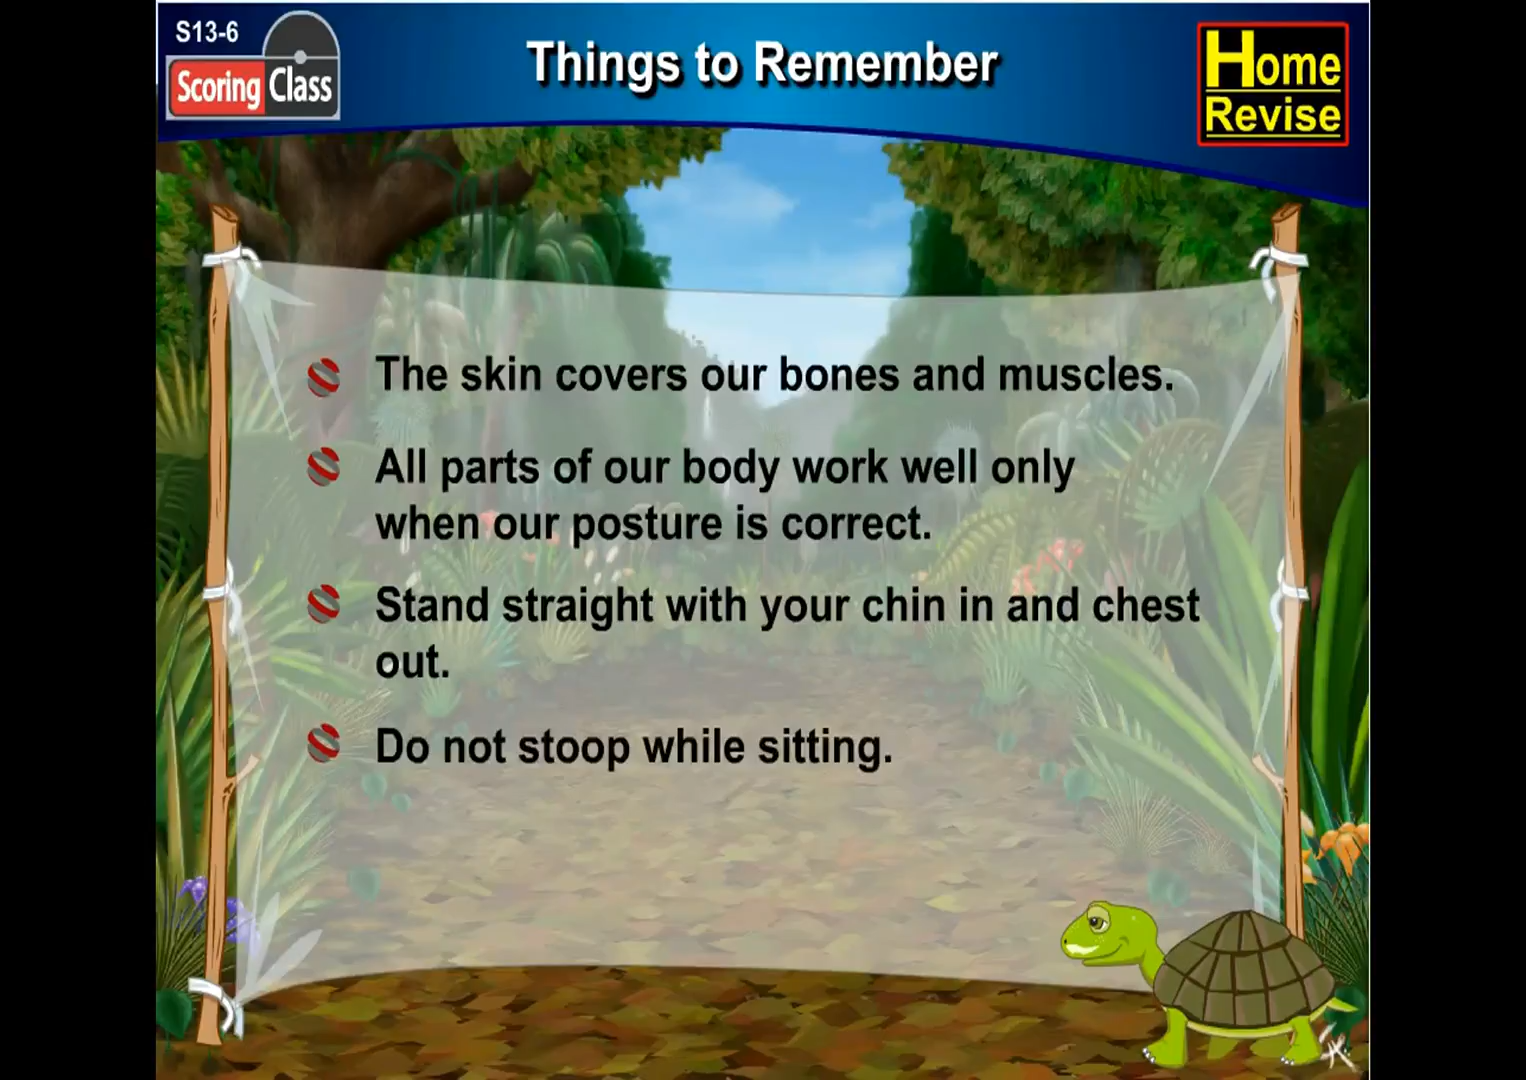 S13-6
Scoring Class
Things to Remember
Home
Revise
The skin covers our bones and muscles.
All parts of our body work well only
when our posture is correct.
Stand straight with your chin in and chest
out.
Do not stoop while sitting.